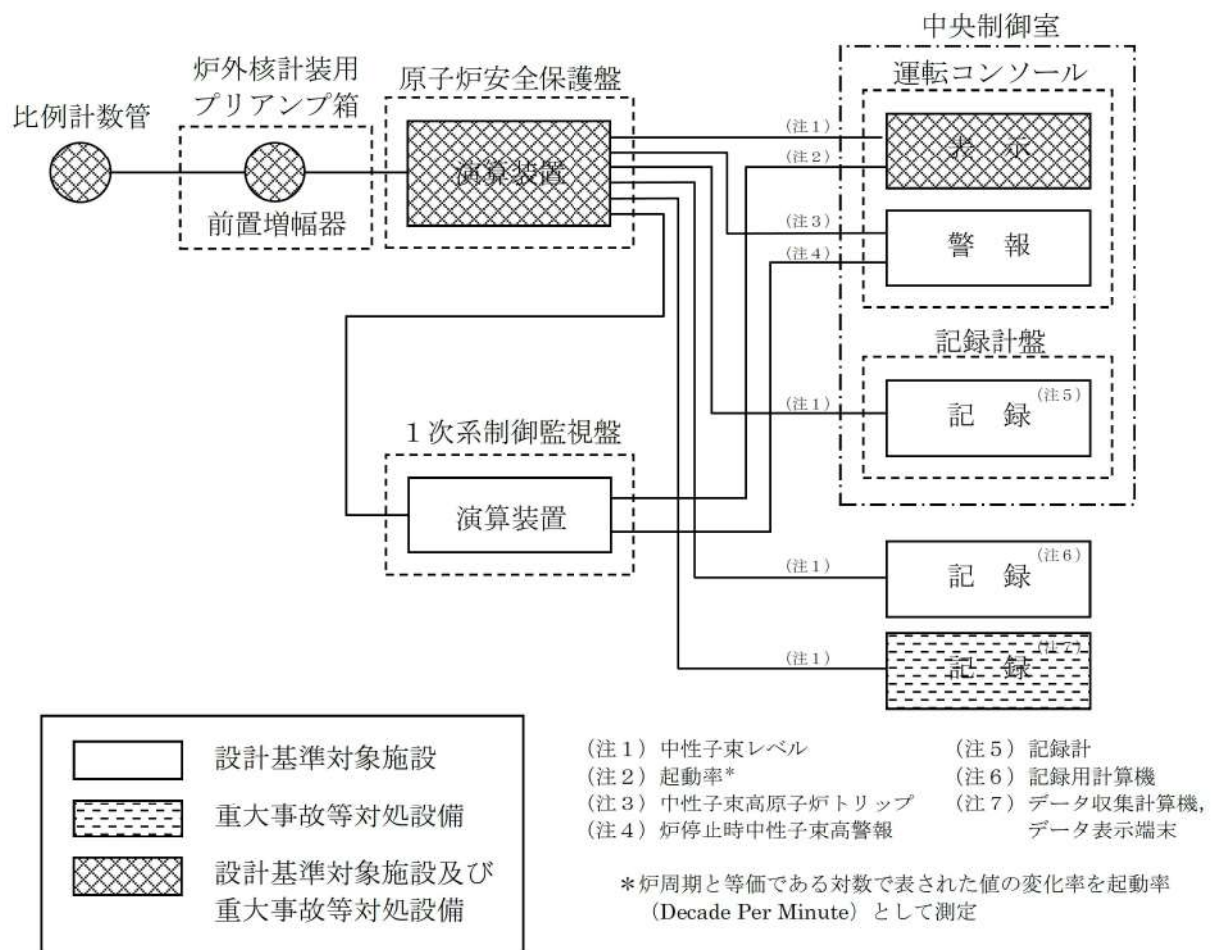 中央制御室
炉外核計装用
プリアンプ箱
原子炉安全保護盤
運転コンソール
比例計数管
(注1)
(注2)
表 示
演算装置
前置増幅器
(注3)
(注4)
警 報
記録計盤
(注1)
記 録
(注5)
1次系制御監視盤
演算装置
(注1)
記 録
(注6)
(注1)
記 録
(注7)
設計基準対象施設
重大事故等対処設備
設計基準対象施設及び
重大事故等対処設備
(注1) 中性子束レベル
(注2) 起動率*
(注3) 中性子束高原子炉トリップ
(注4) 炉停止時中性子束高警報
(注5) 記録計
(注6) 記録用計算機
(注7) データ収集計算機,
データ表示端末
*炉周期と等価である対数で表された値の変化率を起動率
(Decade Per Minute) として測定